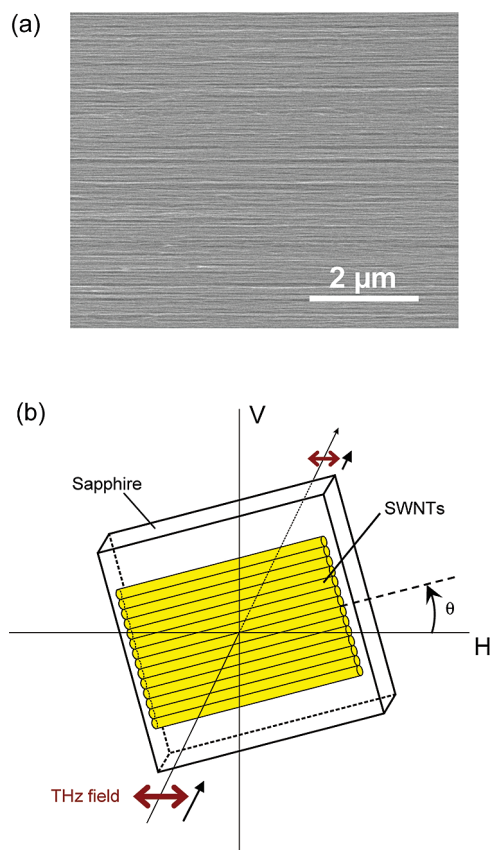 (a)
2 μm
(b)
V
Sapphire
SWNTs
θ
H
THz field